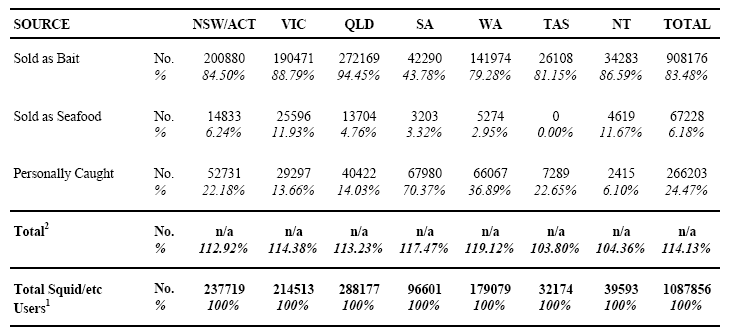 SOURCE NSW/ACT VIC QLD SA WA TAS NT TOTAL
Sold as Bait No. 200880 190471 272169 42290 141974 26108 34283 908176
% 84.50% 88.79% 94.45% 43.78% 79.28% 81.15% 86.59% 83.48%
Sold as Seafood No. 14833 25596 13704 3203 5274 0 4619 67228
% 6.24% 11.93% 4.76% 3.32% 2.95% 0.00% 11.67% 6.18%
Personally Caught No. 52731 29297 40422 67980 66067 7289 2415 266203
% 22.18% 13.66% 14.03% 70.37% 36.89% 22.65% 6.10% 24.47%
Total2 No. n/a n/a n/a n/a n/a n/a n/a n/a
% 112.92% 114.38% 113.23% 117.47% 119.12% 103.80% 104.36% 114.13%
Total Squid/etc No. 237719 214513 288177 96601 179079 32174 39593 1087856
Users1 % 100% 100% 100% 100% 100% 100% 100% 100%